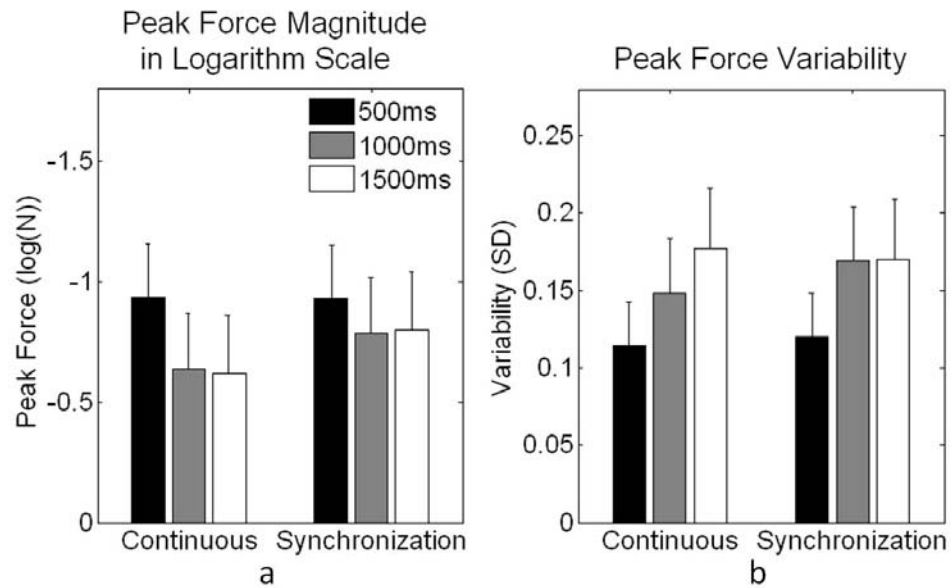 Peak Force Magnitude
in Logarithm Scale
Peak Force (log(N))
-1.5
-1
-0.5
0
500ms
1000ms
1500ms
Continuous
Synchronization
a
Peak Force Variability
Variability (SD)
0.25
0.2
0.15
0.1
0.05
0
Continuous
Synchronization
b